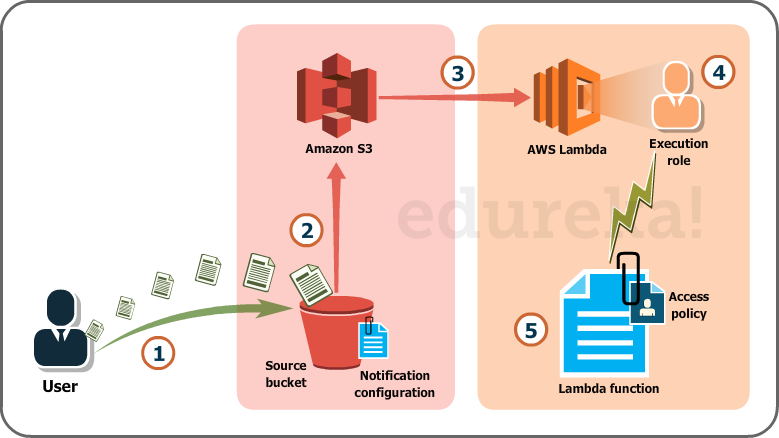 3
4
Amazon S3
AWS Lambda
Execution
role
2
edureka!
1
User
Source
bucket
Notification
configuration
5
Access
policy
Lambda function